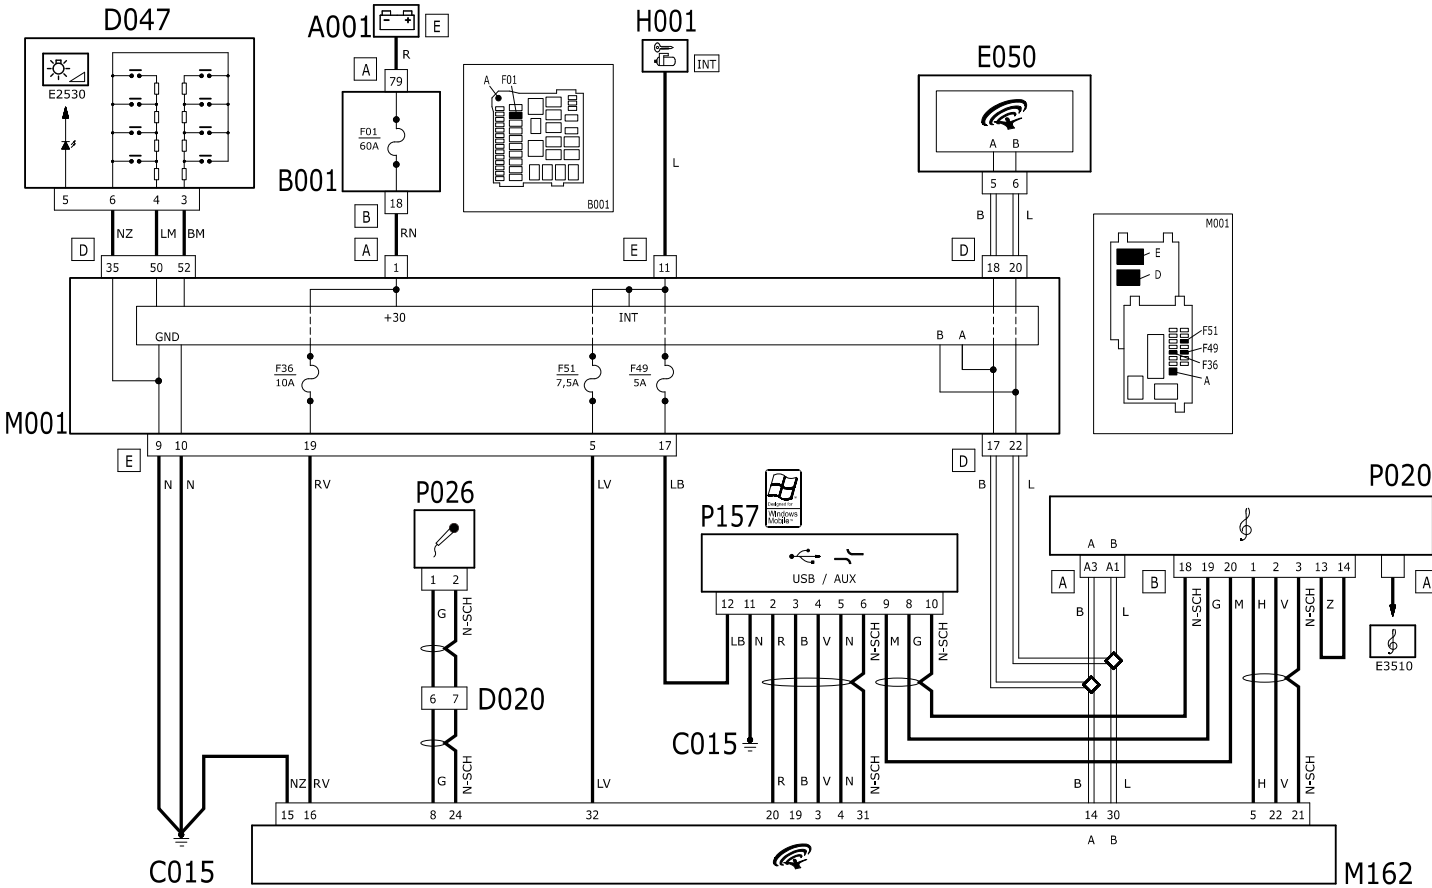 D047
A001
E
H001
E050
E2530
R
A
79
INT
F01
60A
B001
A F01
B001
L
A B
5 6 4 3
18
B
5 6
B L
M001
NZ LM BM
RN
D
A
E
D
E
D
35 50 52
1
11
18 20
+30
INT
GND
B A
F51
F49
F36
A
F36
10A
F51
7,5A
F49
5A
M001
9 10
19
5
17
17 22
E
D
N N
RV
LV
LB
B L
P026
P157
Designed for
Windows
Mobile™
P020
A B
USB / AUX
1 2
A
A3 A1
B
18 19 20 1 2 3 13 14
A
12 11 2 3 4 5 6 9 8 10
G
N-SCH
B L
N-SCH
G M H V
N-SCH
Z
LB N R B V N
N-SCH
M G
N-SCH
E3510
6 7
D020
C015
NZ RV
G
N-SCH
LV
R B V N
N-SCH
B L
H V
N-SCH
15 16
8 24
32
20 19 3 4 31
14 30
5 22 21
A B
C015
M162